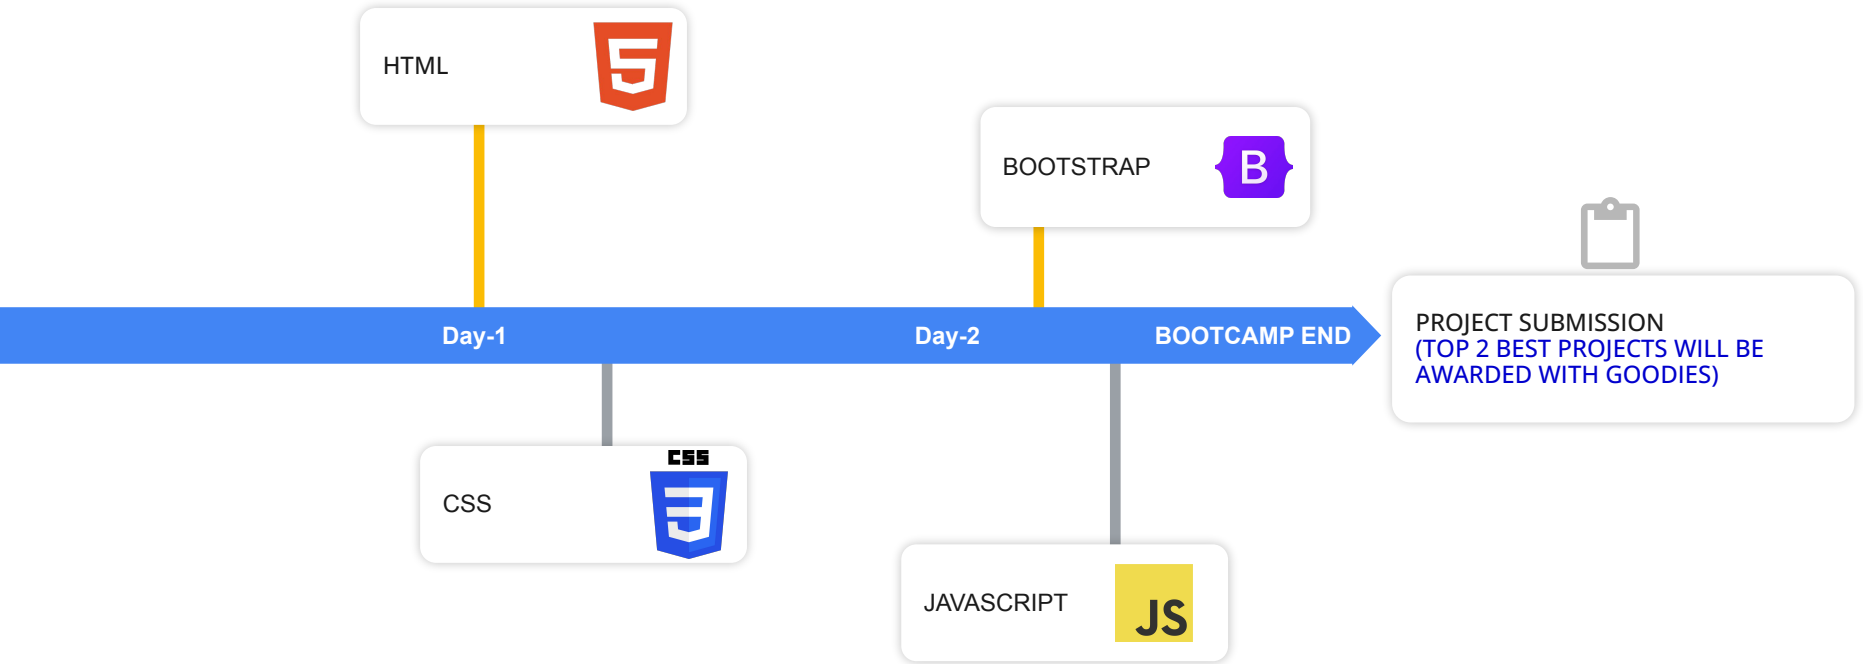 HTML
BOOTSTRAP
B
Day-1
Day-2
BOOTCAMP END
PROJECT SUBMISSION
(TOP 2 BEST PROJECTS WILL BE
AWARDED WITH GOODIES)
CSS
CSS
JAVASCRIPT
JS